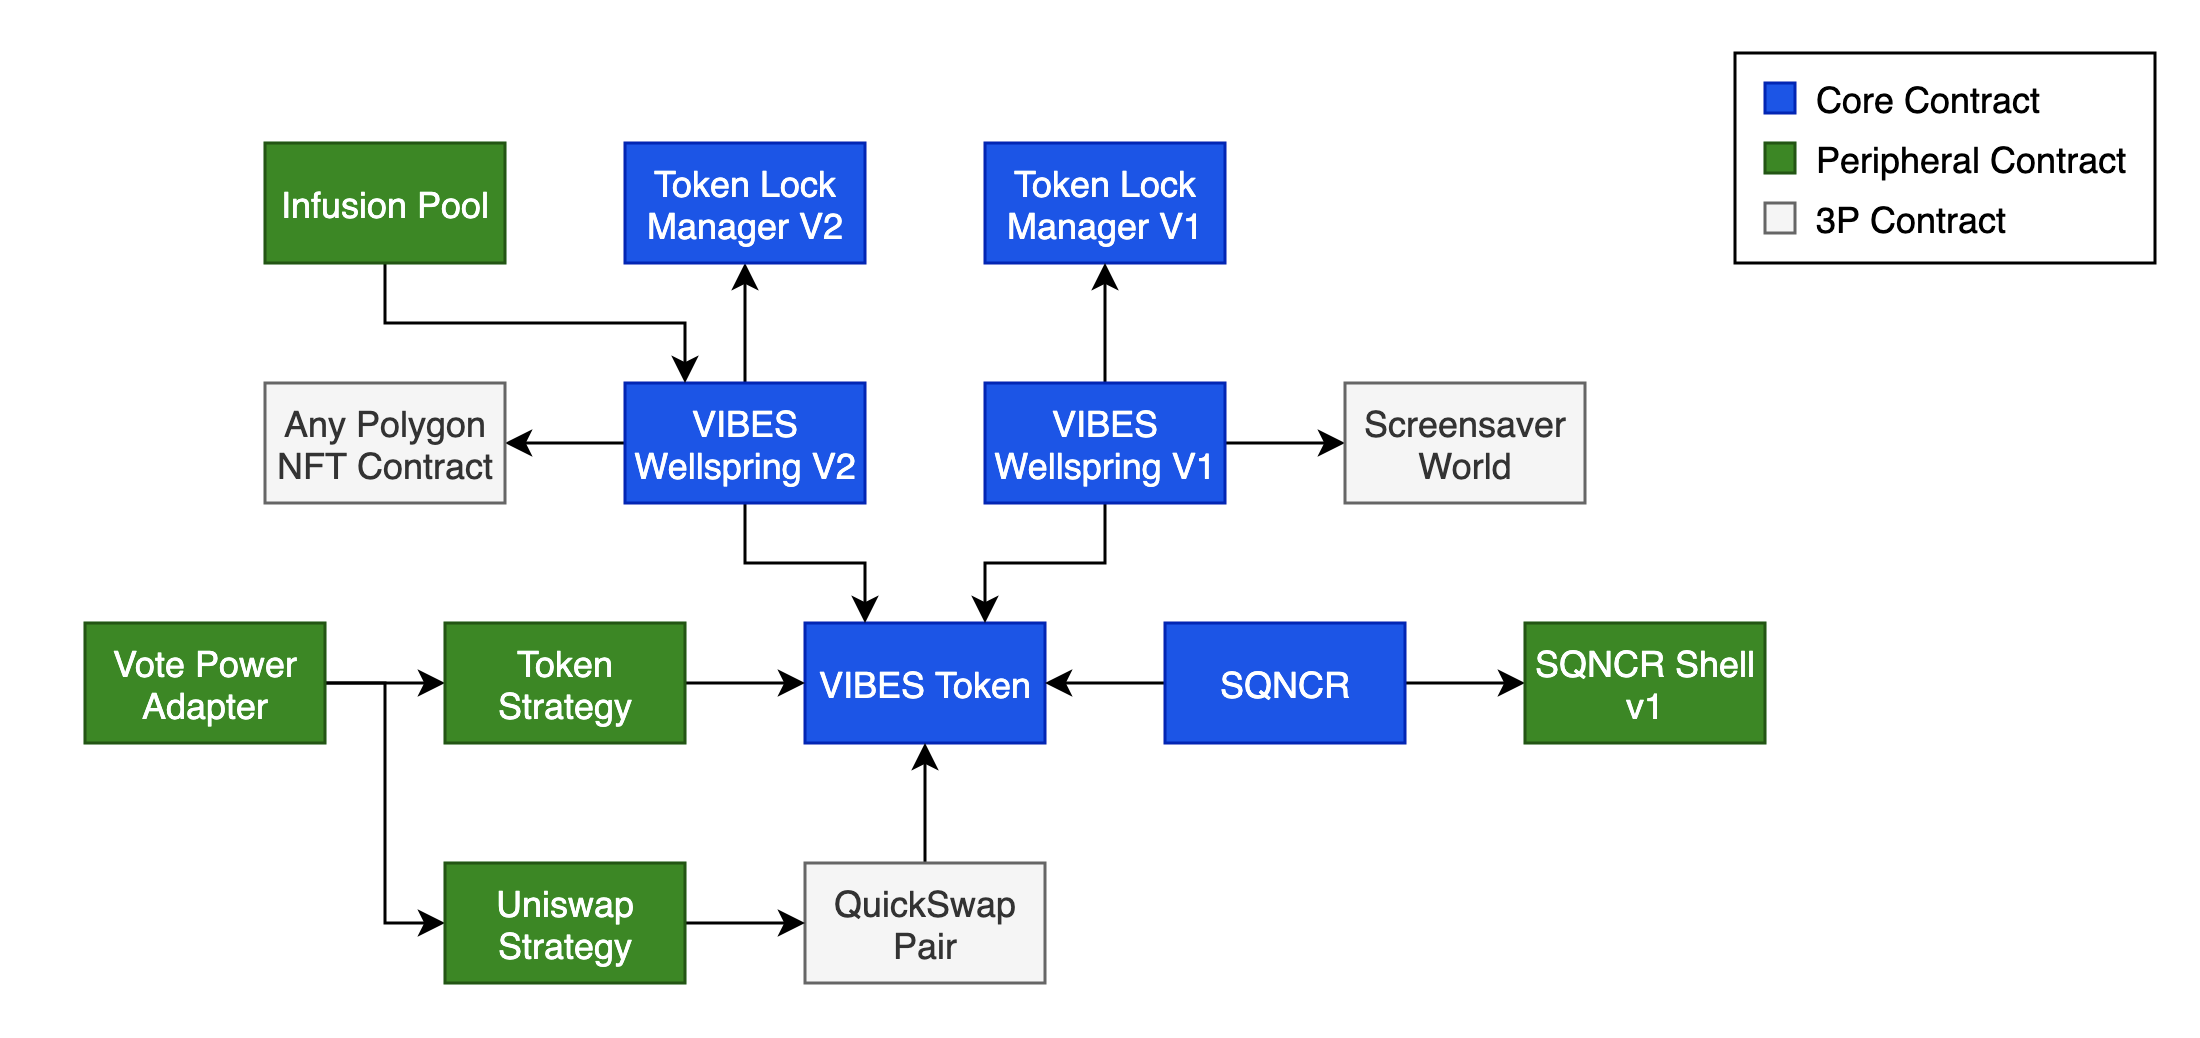 Core Contract
Peripheral Contract
3P Contract
Infusion Pool
Token Lock
Manager V2
Token Lock
Manager V1
Any Polygon
NFT Contract
VIBES
Wellspring V2
VIBES
Wellspring V1
Screensaver
World
Vote Power
Adapter
Token
Strategy
VIBES Token
SQNCR
SQNCR Shell
v1
Uniswap
Strategy
QuickSwap
Pair